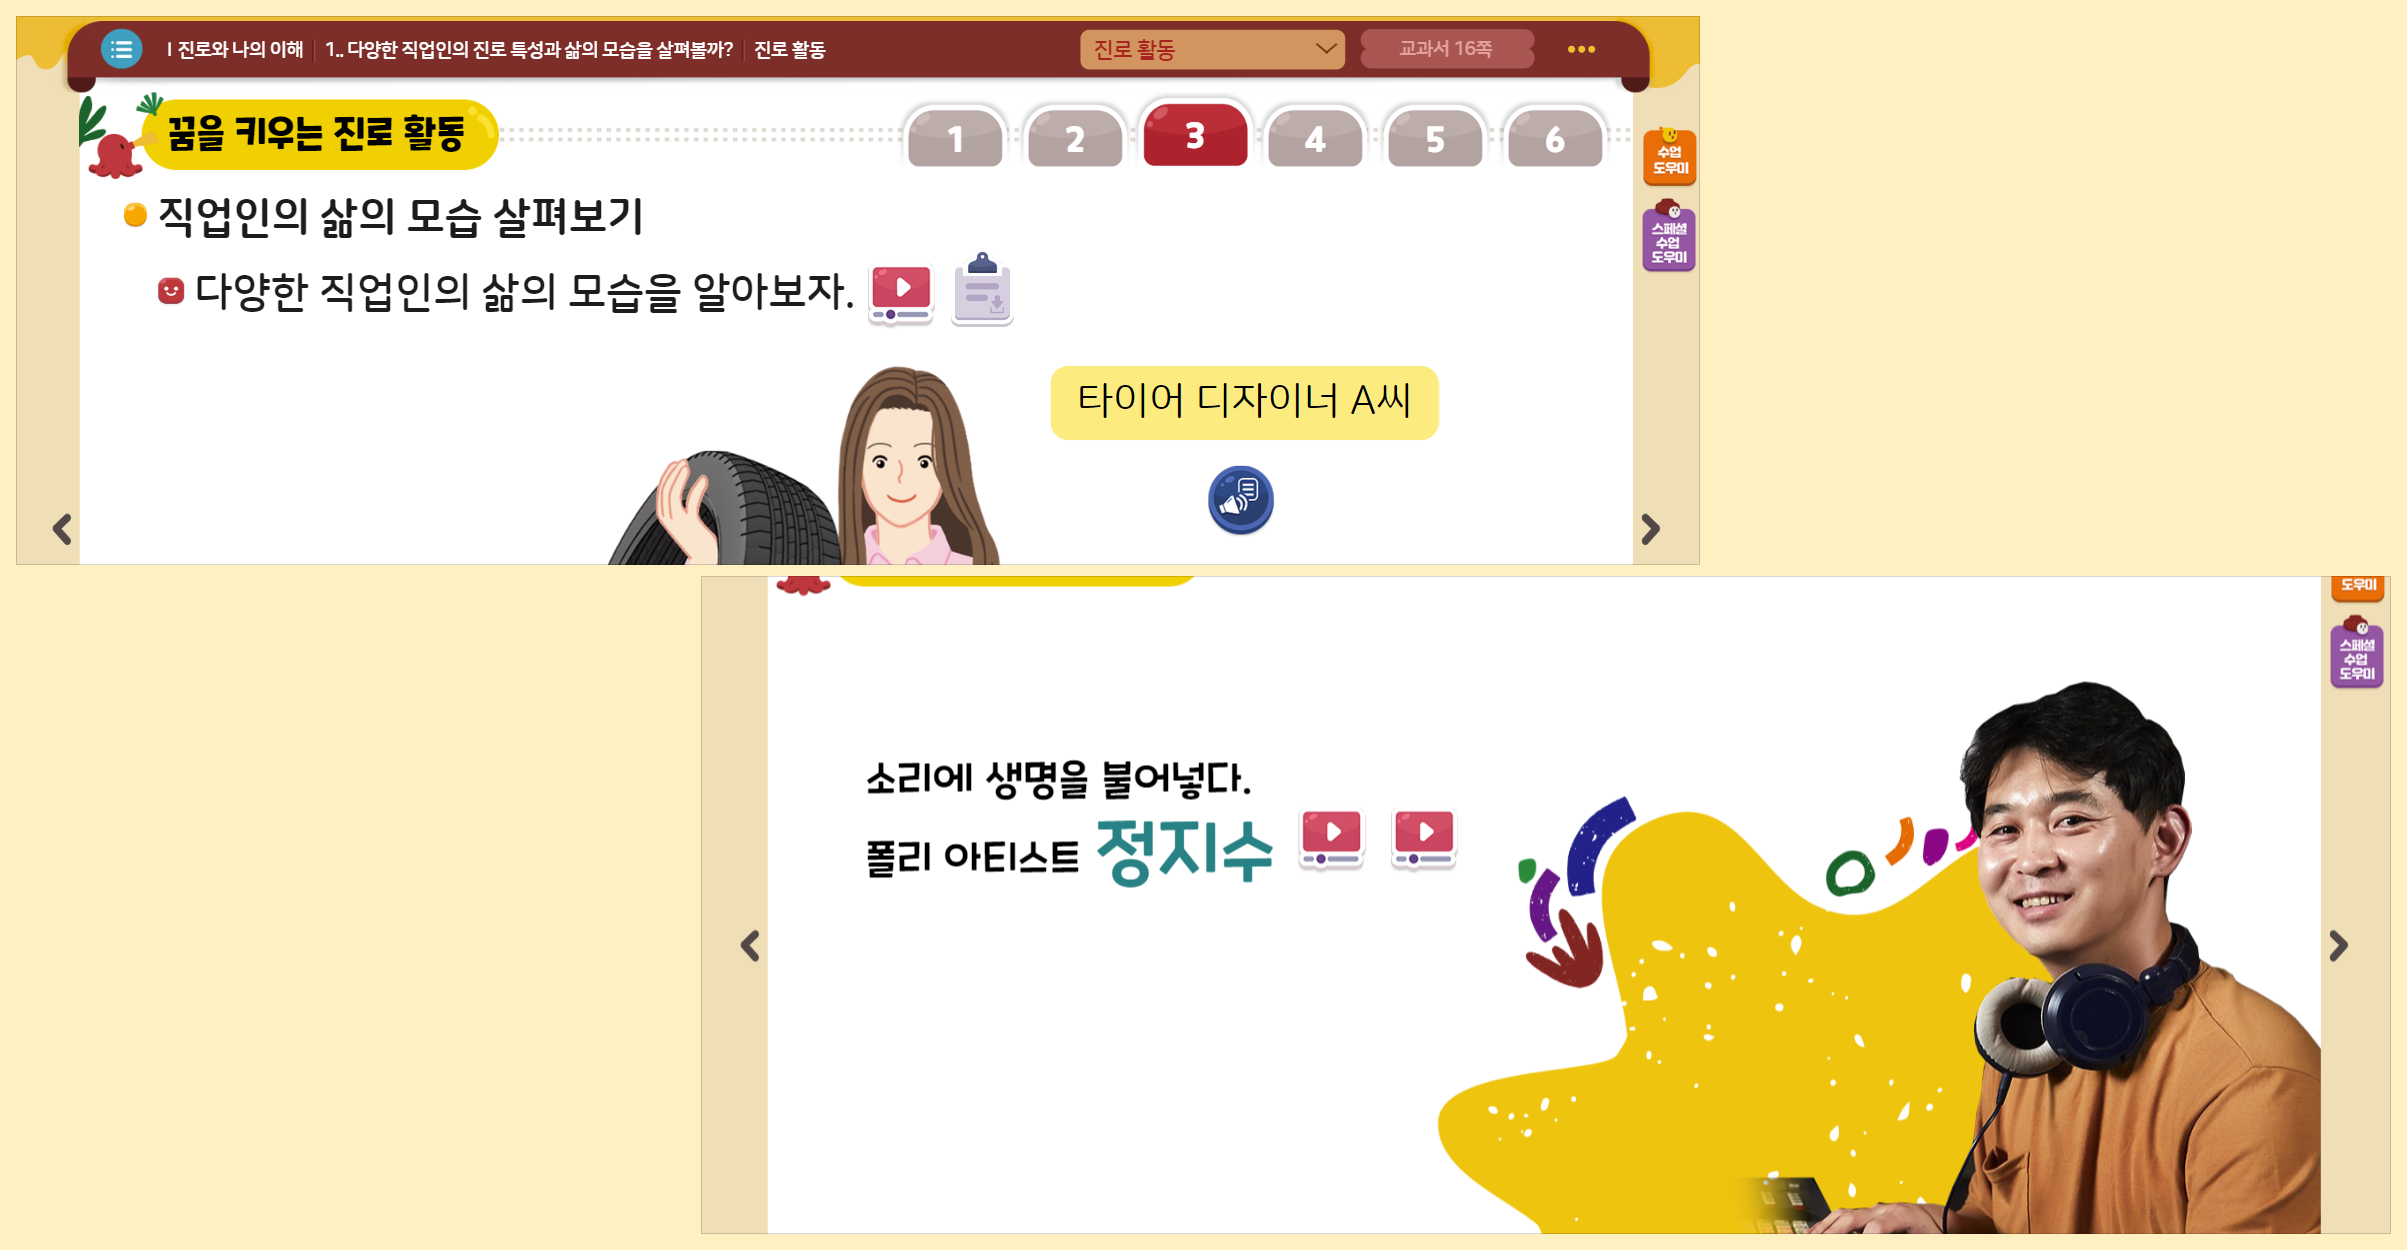 I 진로와 나의 이해 1.. 다양한 직업인의 진로 특성과 삶의 모습을 살펴볼까? 진로 활동
진로 활동
교과서 16쪽
꿈을 키우는 진로 활동
1 2 3 4 5 6
수업
도우미
스페셜
수업
도우미
직업인의 삶의 모습 살펴보기
다양한 직업인의 삶의 모습을 알아보자.
타이어 디자이너 A씨
도우미
스페셜
수업
도우미
소리에 생명을 불어넣다.
폴리 아티스트 정지수